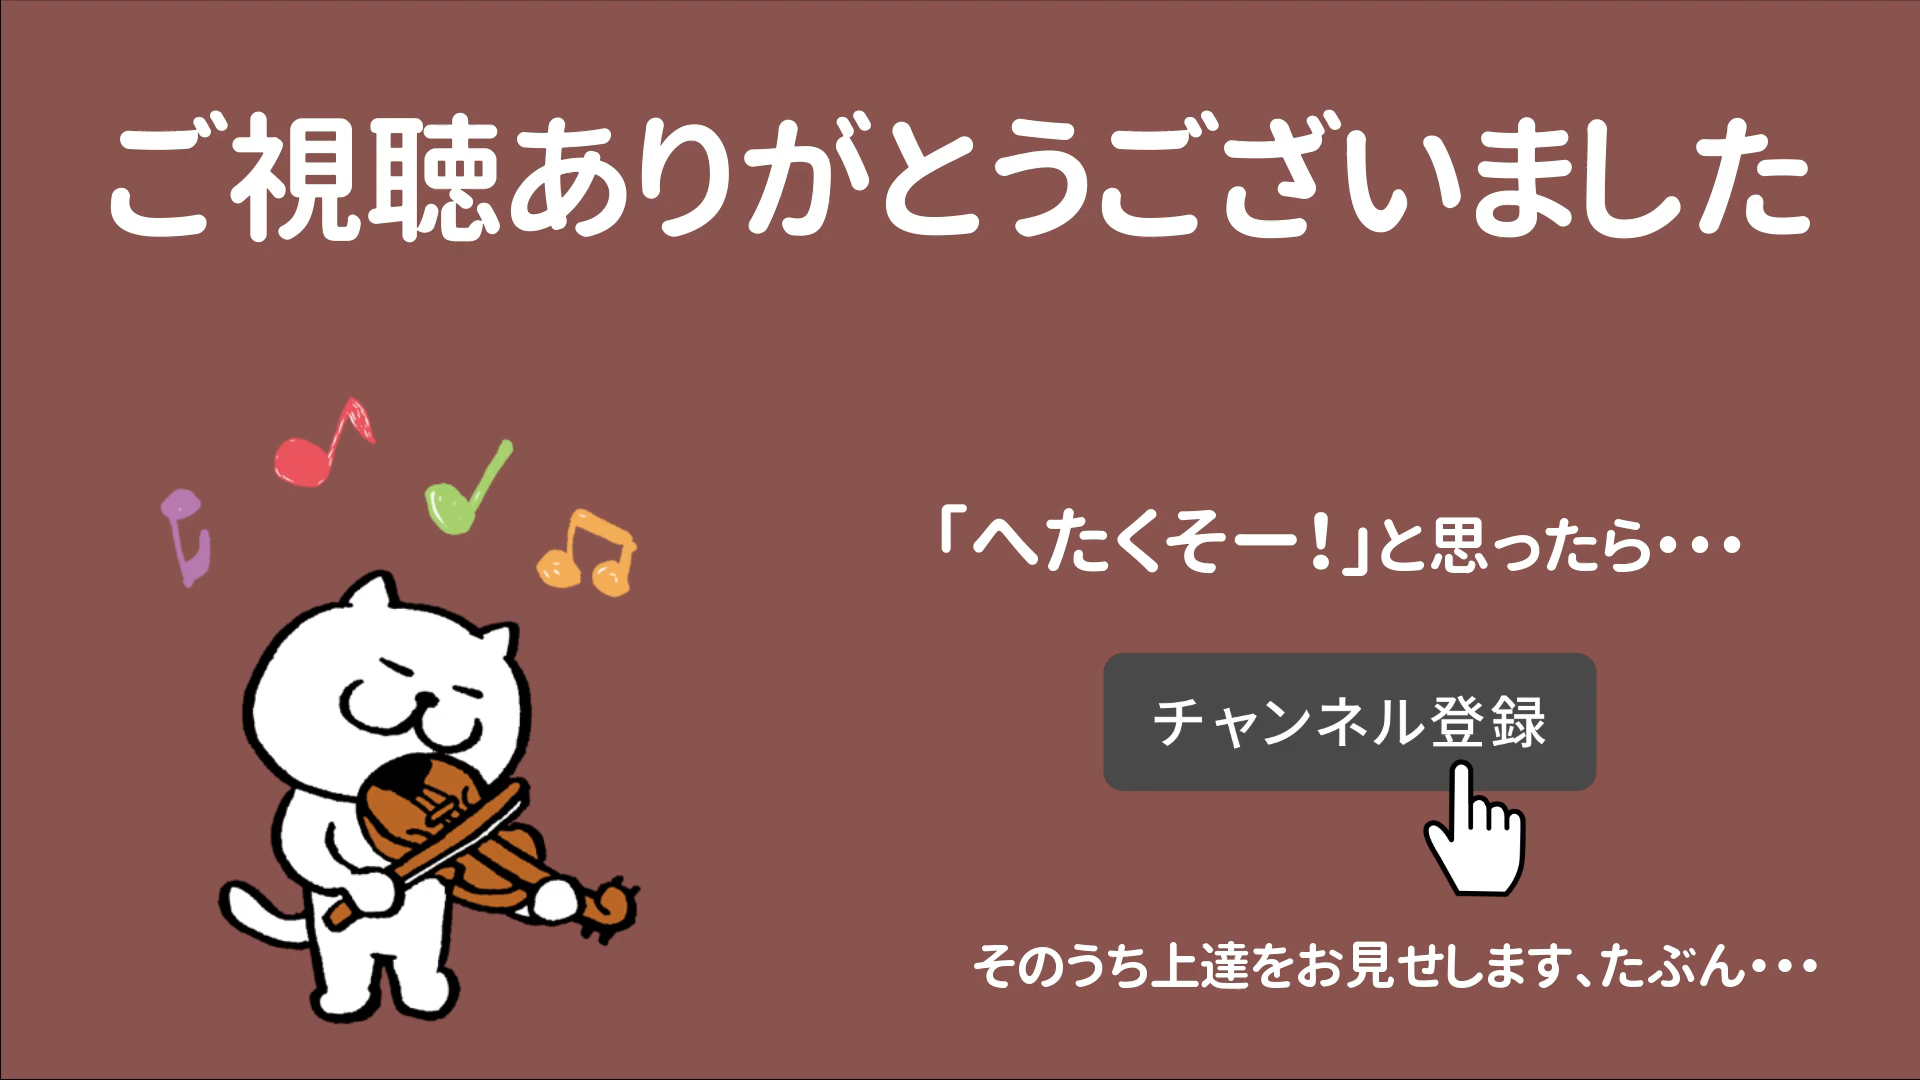 ご視聴ありがとうございました
「へたくそー！」と思ったら・・・
チャンネル登録
そのうち上達をお見せします、たぶん・・・